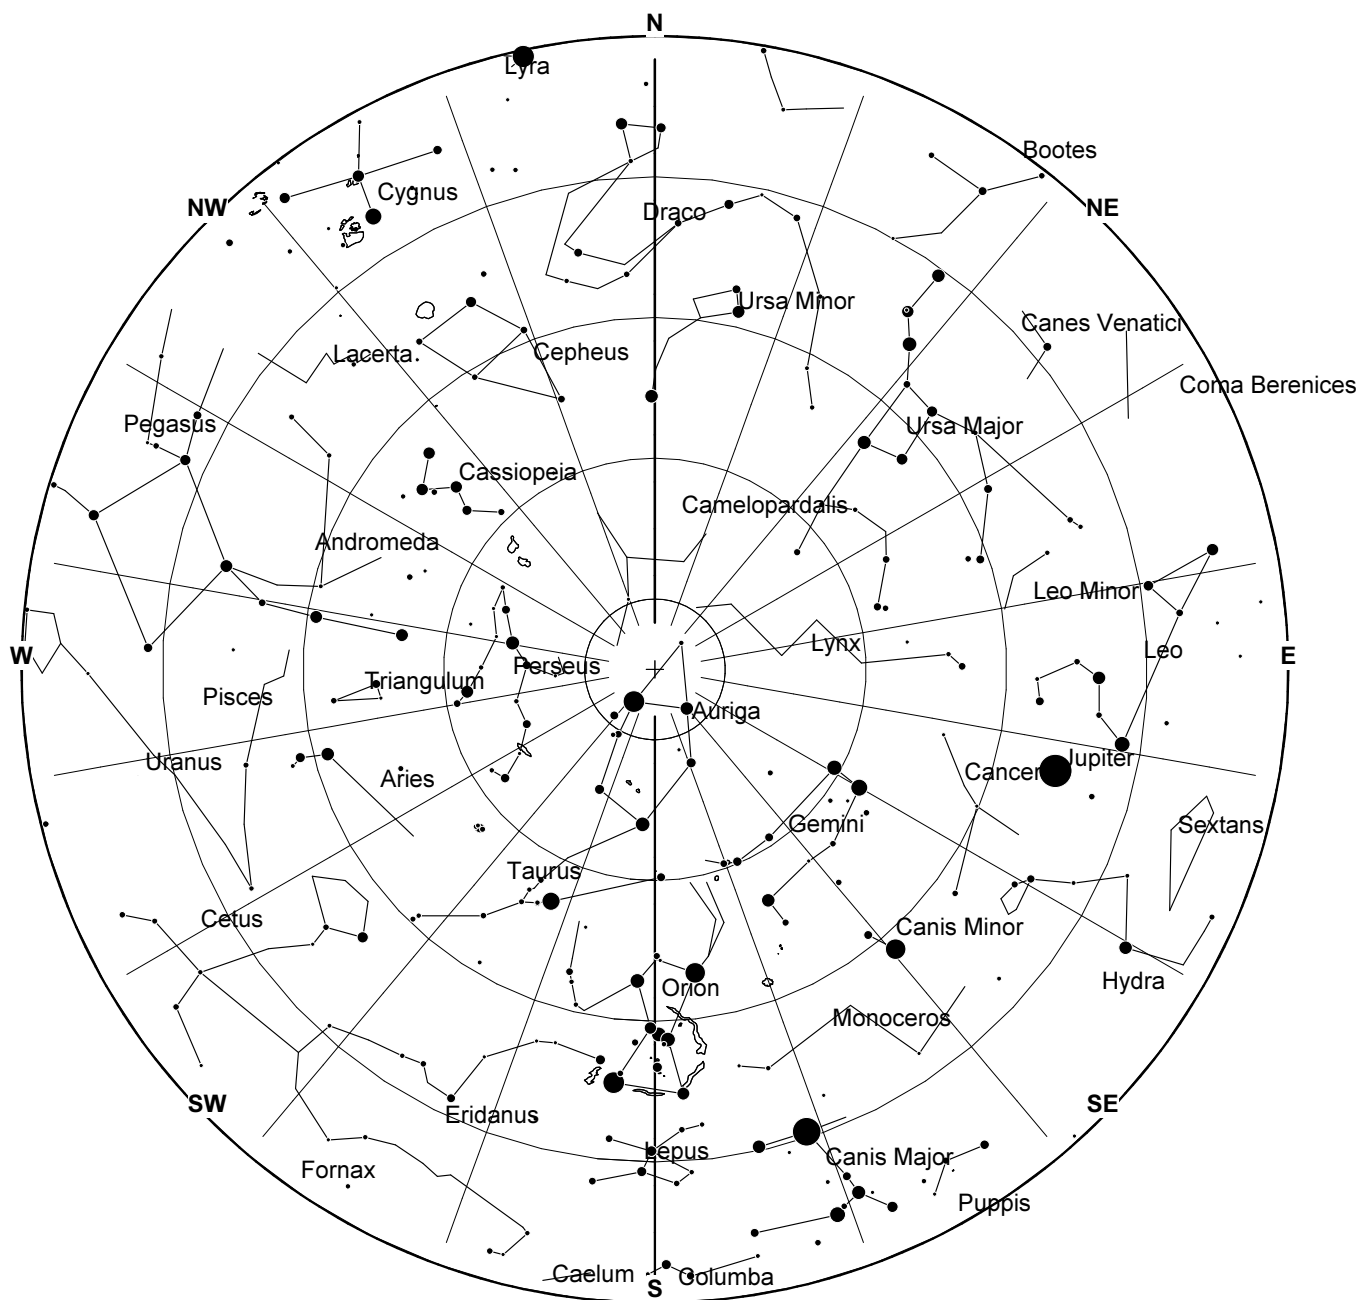 N
Lyra
Bootes
Cygnus
NW
NE
Draco
Ursa Minor
Canes Venatici
Lacerta
Cepheus
Coma Berenices
Pegasus
Ursa Major
Cassiopeia
Camelopardalis
Andromeda
Leo Minor
Lynx
Leo
W
E
Perseus
Triangulum
Pisces
Auriga
Uranus
Aries
Cancer
Jupiter
Gemini
Sextans
Taurus
Cetus
Canis Minor
Orion
Hydra
Monoceros
SW
SE
Eridanus
Lepus
Canis Major
Fornax
Puppis
Caelum
Columba
S